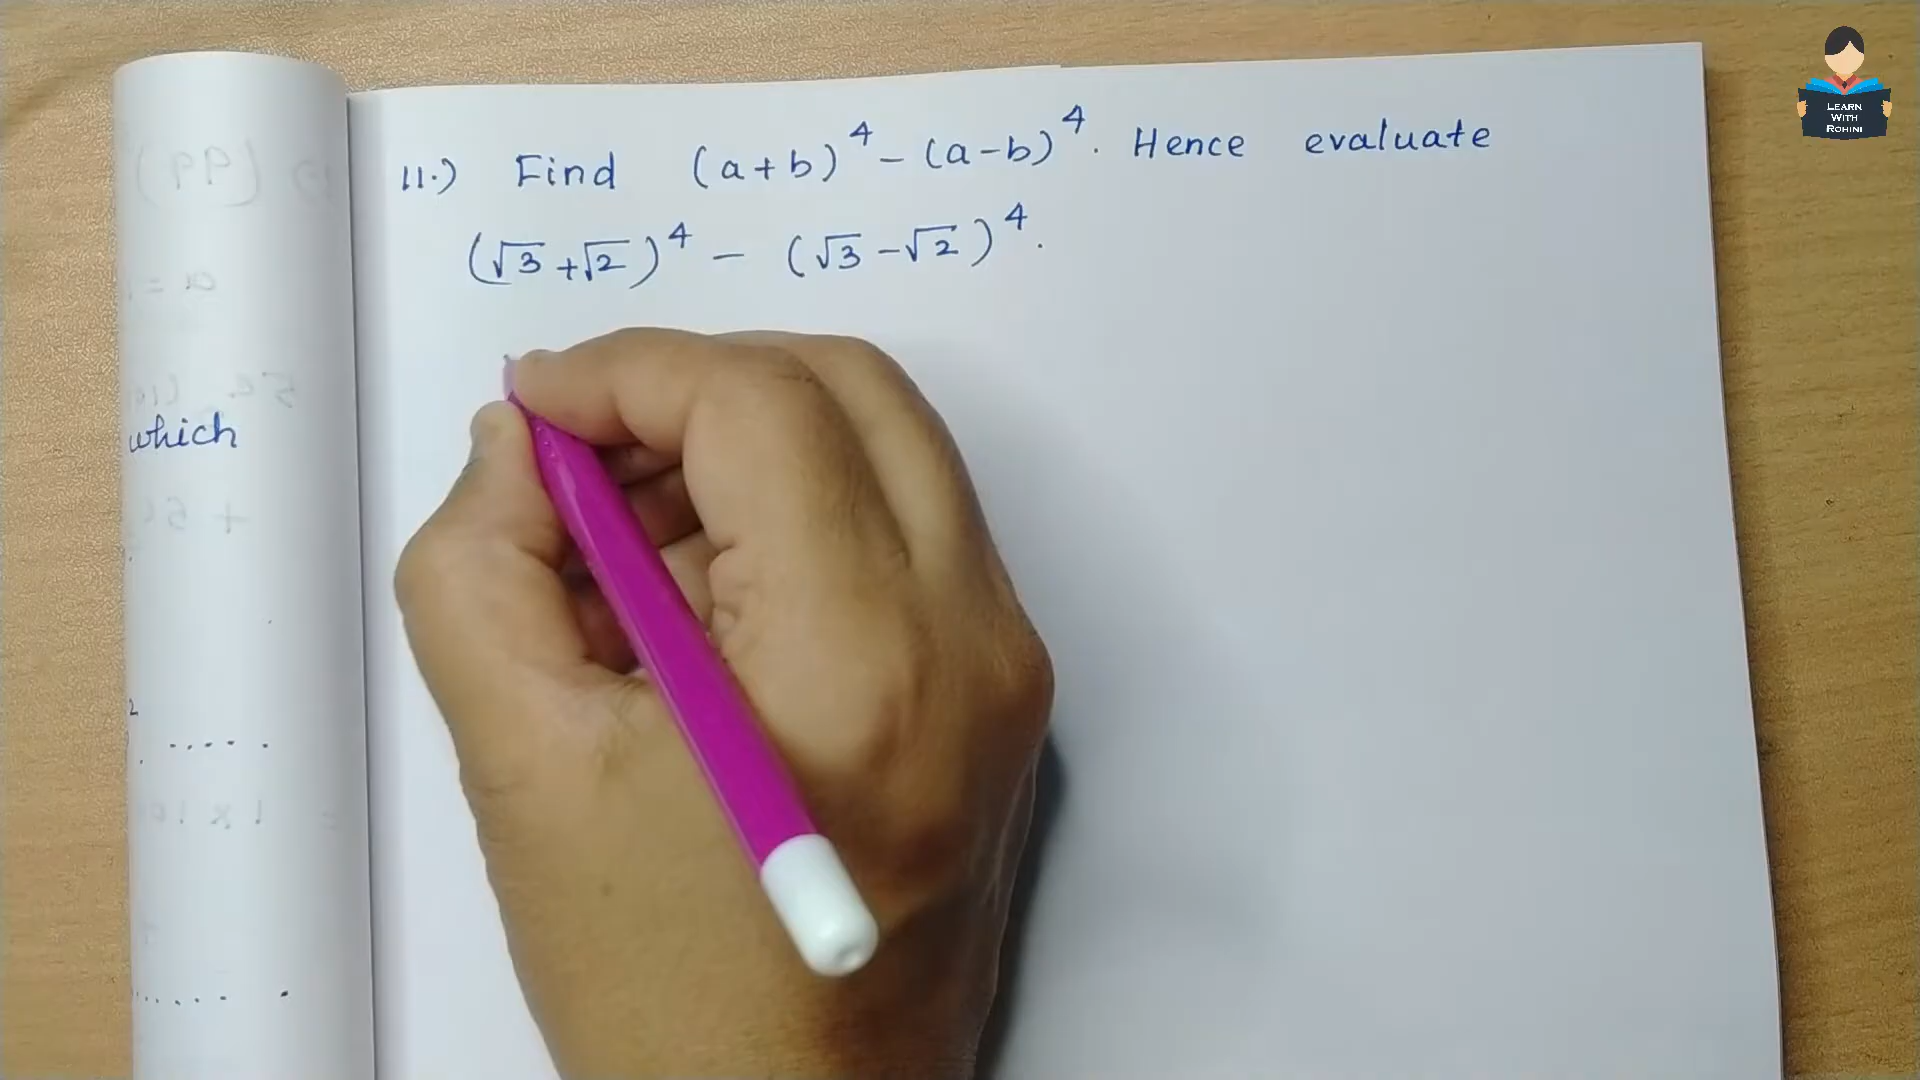 11.) Find (a+b)⁴ - (a-b)⁴. Hence evaluate
(√3 + √2)⁴ - (√3 - √2)⁴.
which
LEARN
WITH
ROHINI